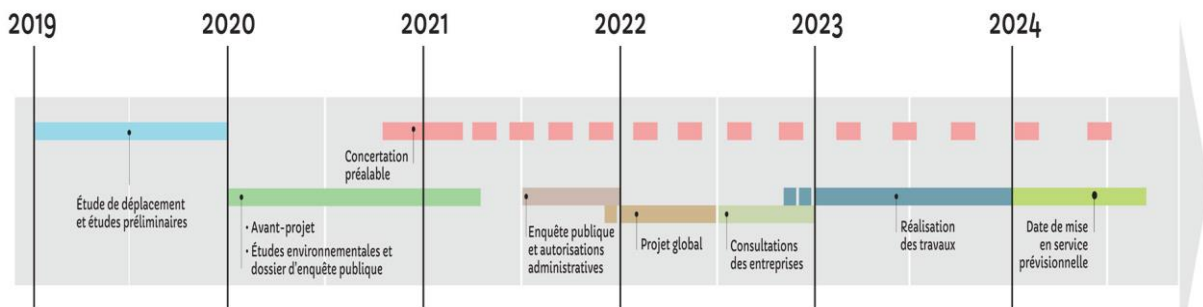 2019
2020
2021
2022
2023
2024
Étude de déplacement
et études préliminaires
• Avant-projet
• Études environnementales et
dossier d'enquête publique
Concertation
préalable
Enquête publique
et autorisations
administratives
Projet global
Consultations
des entreprises
Réalisation
des travaux
Date de mise
en service
prévisionnelle